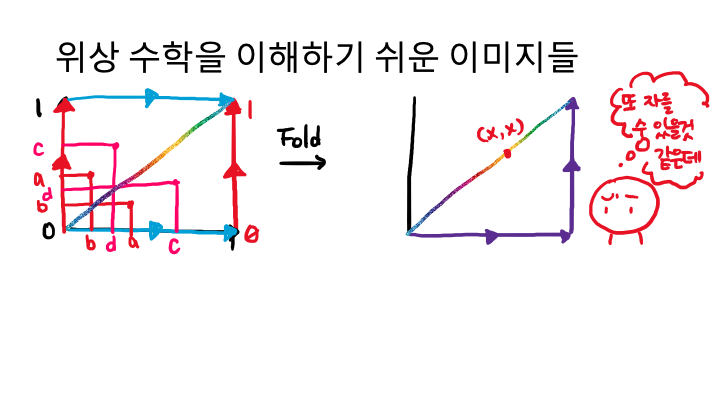 위상 수학을 이해하기 쉬운 이미지들
1
c
a
d
b
0
b d a c
1
0
Fold
(x,x)
또 자를
수 있을것
같은데